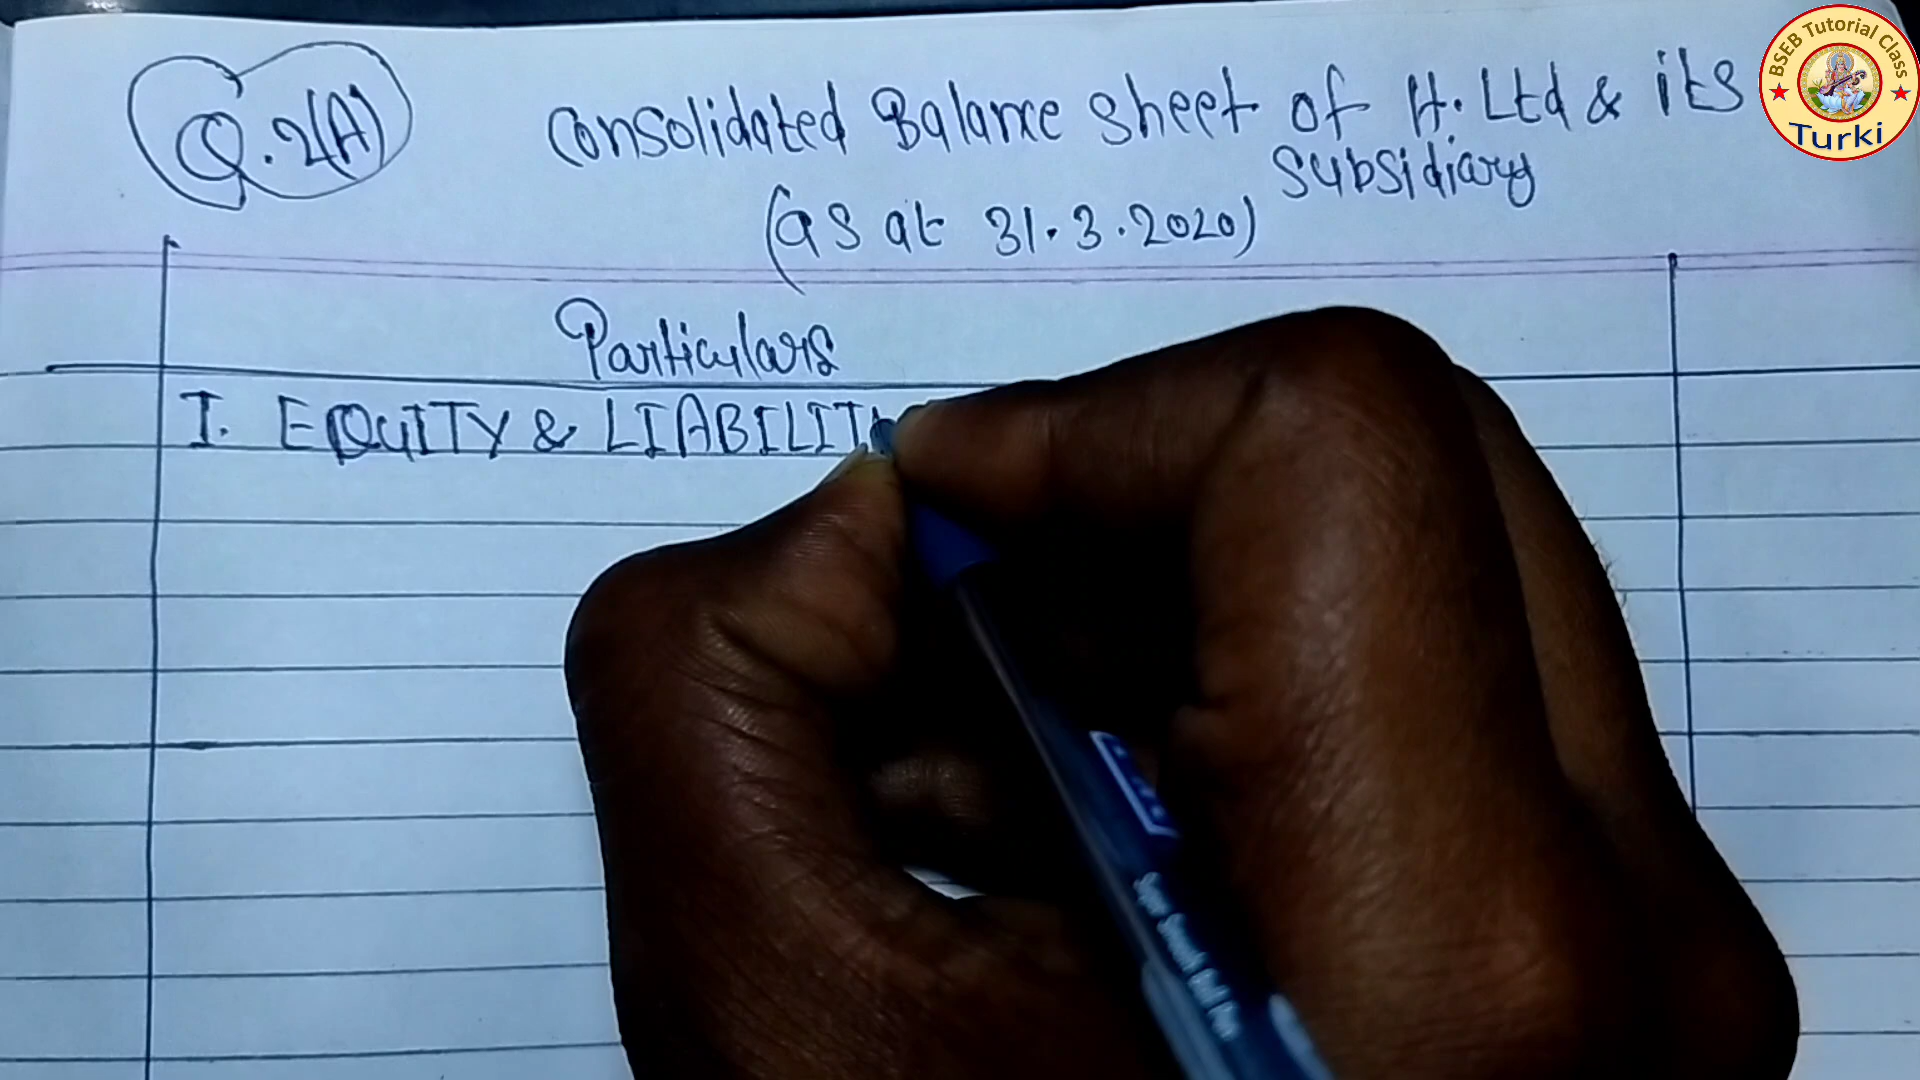 BSEB Tutorial Class
Turki
Q.2(A)
Consolidated Balance Sheet of H. Ltd & its
Subsidiary
(as at 31.3.2020)
Particulars
I. EQUITY & LIABILIT